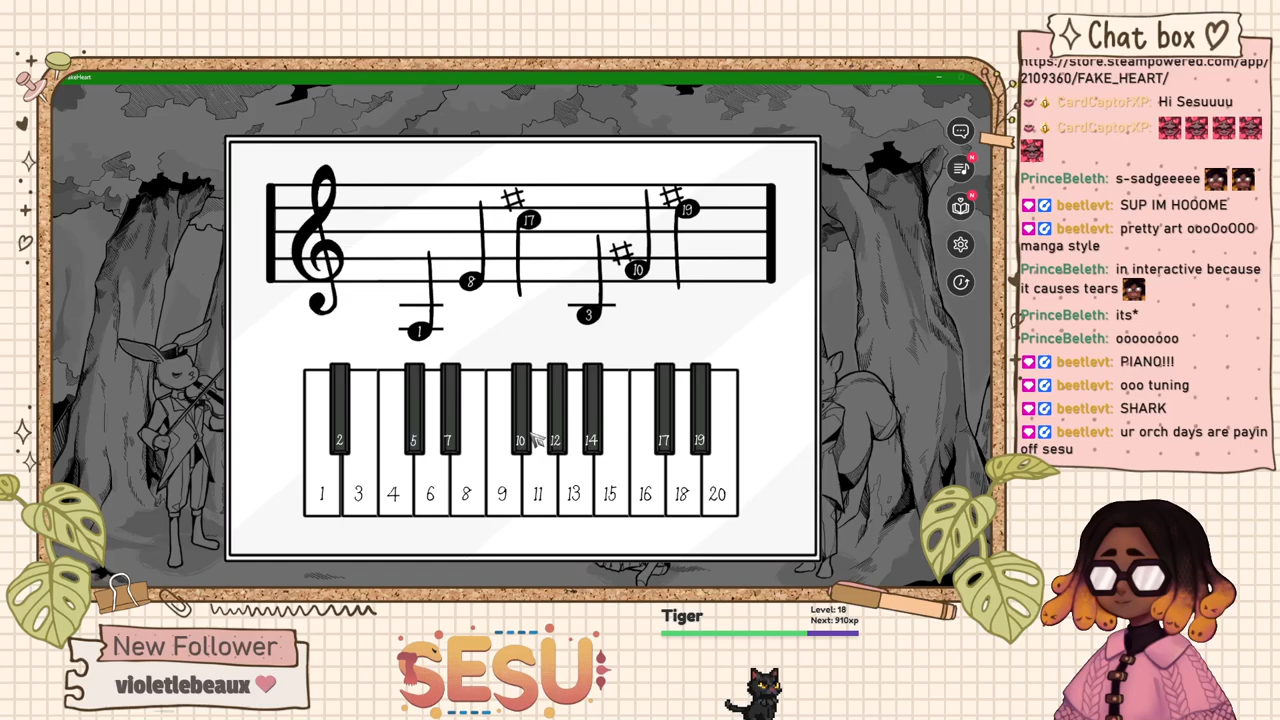 akeHeart
Chat box
https://store.steampowered.com/app/
2109360/FAKE_HEART/
CardCaptorXP: Hi Sesuuuu
CardCaptorXP:
PrinceBeleth: s-sadgeeeee
beetlevt: SUP IM HOÓOME
beetlevt: pretty art oooOoOOO
manga style
PrinceBeleth: in interactive because
it causes tears
PrinceBeleth: its*
PrinceBeleth: ooooóooo
beetlevt: PIANO!!!
beetlevt: ooo tuning
beetlevt: SHARK
beetlevt: ur orch days are payin
off sesu
N
N
17
19
8
10
3
1
2 5 7 10 12 14 17 19
1 3 4 6 8 9 11 13 15 16 18 20
New Follower
violetlebeaux
SESU
Tiger
Level: 18
Next: 910xp